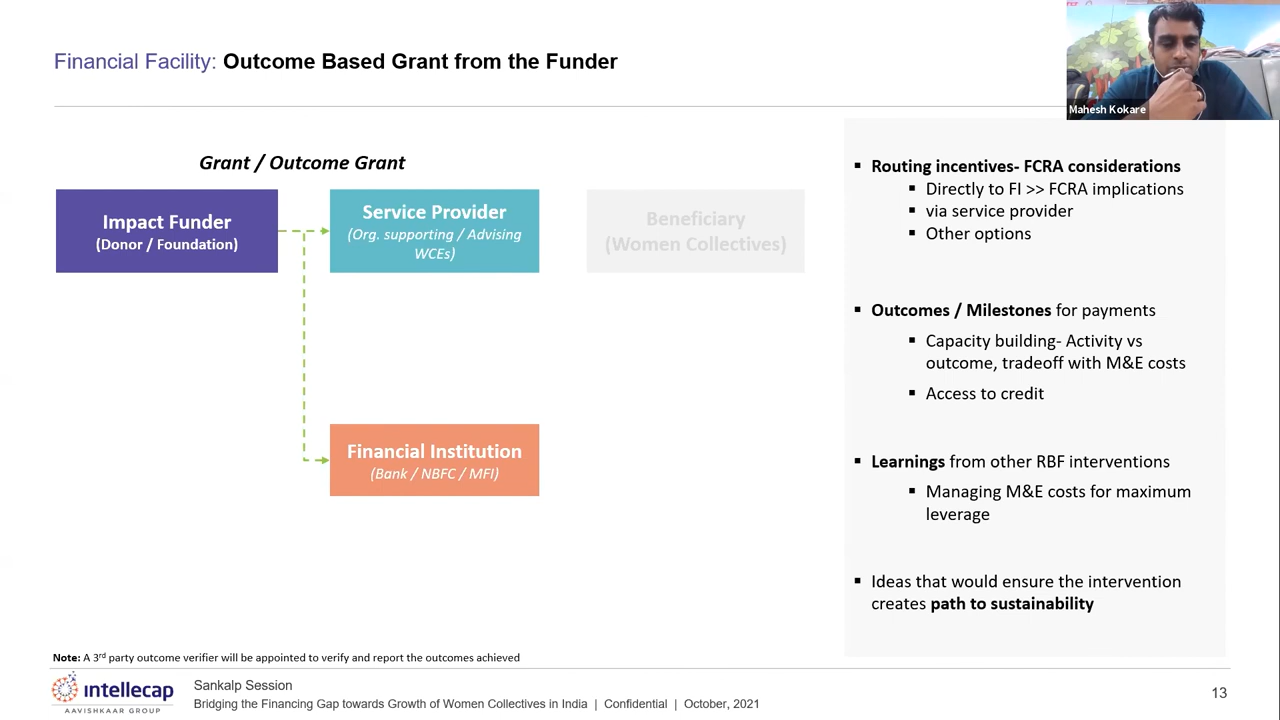 Financial Facility: Outcome Based Grant from the Funder
Mahesh Kokare
Grant / Outcome Grant
Impact Funder
(Donor / Foundation)
Service Provider
(Org. supporting / Advising
WCEs)
Beneficiary
(Women Collectives)
Financial Institution
(Bank / NBFC / MFI)
▪ Routing incentives- FCRA considerations
▪ Directly to FI >> FCRA implications
▪ via service provider
▪ Other options
▪ Outcomes / Milestones for payments
▪ Capacity building- Activity vs
outcome, tradeoff with M&E costs
▪ Access to credit
▪ Learnings from other RBF interventions
▪ Managing M&E costs for maximum
leverage
▪ Ideas that would ensure the intervention
creates path to sustainability
Note: A 3rd party outcome verifier will be appointed to verify and report the outcomes achieved
intellecap
AAVISHKAAR GROUP
Sankalp Session
Bridging the Financing Gap towards Growth of Women Collectives in India | Confidential | October, 2021
13